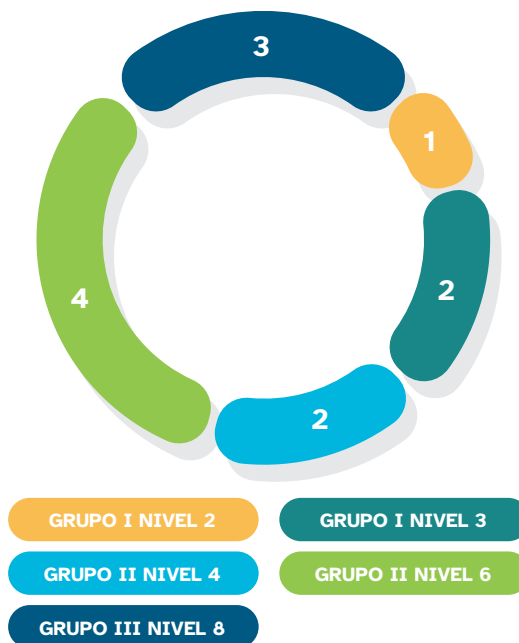 3
1
2
4
2
GRUPO I NIVEL 2
GRUPO I NIVEL 3
GRUPO II NIVEL 4
GRUPO II NIVEL 6
GRUPO III NIVEL 8